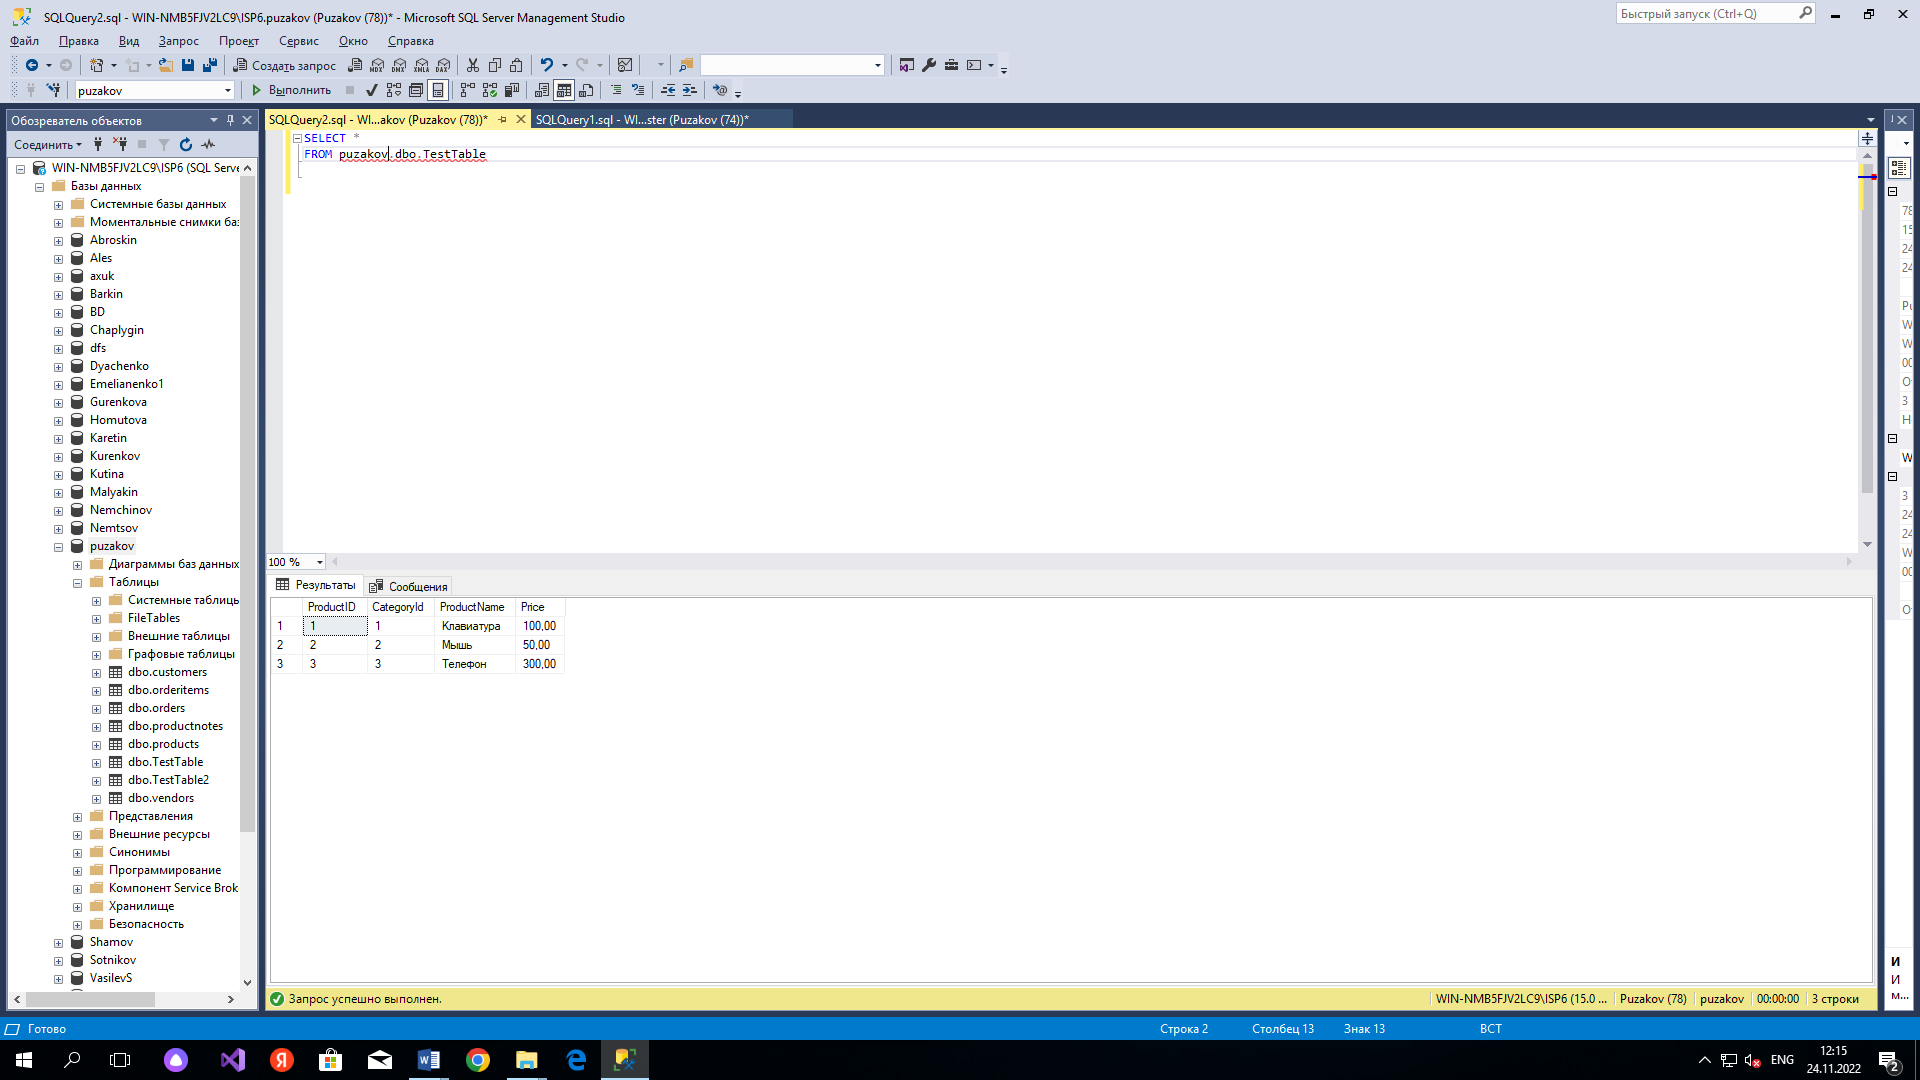 SQLQuery2.sql - WIN-NMB5FJV2LC9\ISP6.puzakov (Puzakov (78))* - Microsoft SQL Server Management Studio
Быстрый запуск (Ctrl+Q)
Файл Правка Вид Запрос Проект Сервис Окно Справка
Создать запрос
puzakov
Выполнить
Обозреватель объектов
SQLQuery2.sql - WI...akov (Puzakov (78))*
SQLQuery1.sql - WI...ster (Puzakov (74))*
Соединить
WIN-NMB5FJV2LC9\ISP6 (SQL Serve
Базы данных
Системные базы данных
Моментальные снимки баз
Abroskin
Ales
axuk
Barkin
BD
Chaplygin
dfs
Dyachenko
Emelianenko1
Gurenkova
Homutova
Karetin
Kurenkov
Kutina
Malyakin
Nemchinov
Nemtsov
puzakov
Диаграммы баз данных
Таблицы
Системные таблицы
FileTables
Внешние таблицы
Графовые таблицы
dbo.customers
dbo.orderitems
dbo.orders
dbo.productnotes
dbo.products
dbo.TestTable
dbo.TestTable2
dbo.vendors
Представления
Внешние ресурсы
Синонимы
Программирование
Компонент Service Brok
Хранилище
Безопасность
Shamov
Sotnikov
VasilevS
SELECT *
FROM puzakov.dbo.TestTable
100 %
Результаты Сообщения
ProductID CategoryId ProductName Price
1 1 1 Клавиатура 100,00
2 2 2 Мышь 50,00
3 3 3 Телефон 300,00
Запрос успешно выполнен.
WIN-NMB5FJV2LC9\ISP6 (15.0 ... Puzakov (78) puzakov 00:00:00 3 строки
Готово
Строка 2 Столбец 13 Знак 13 ВСТ
ENG
12:15
24.11.2022
2